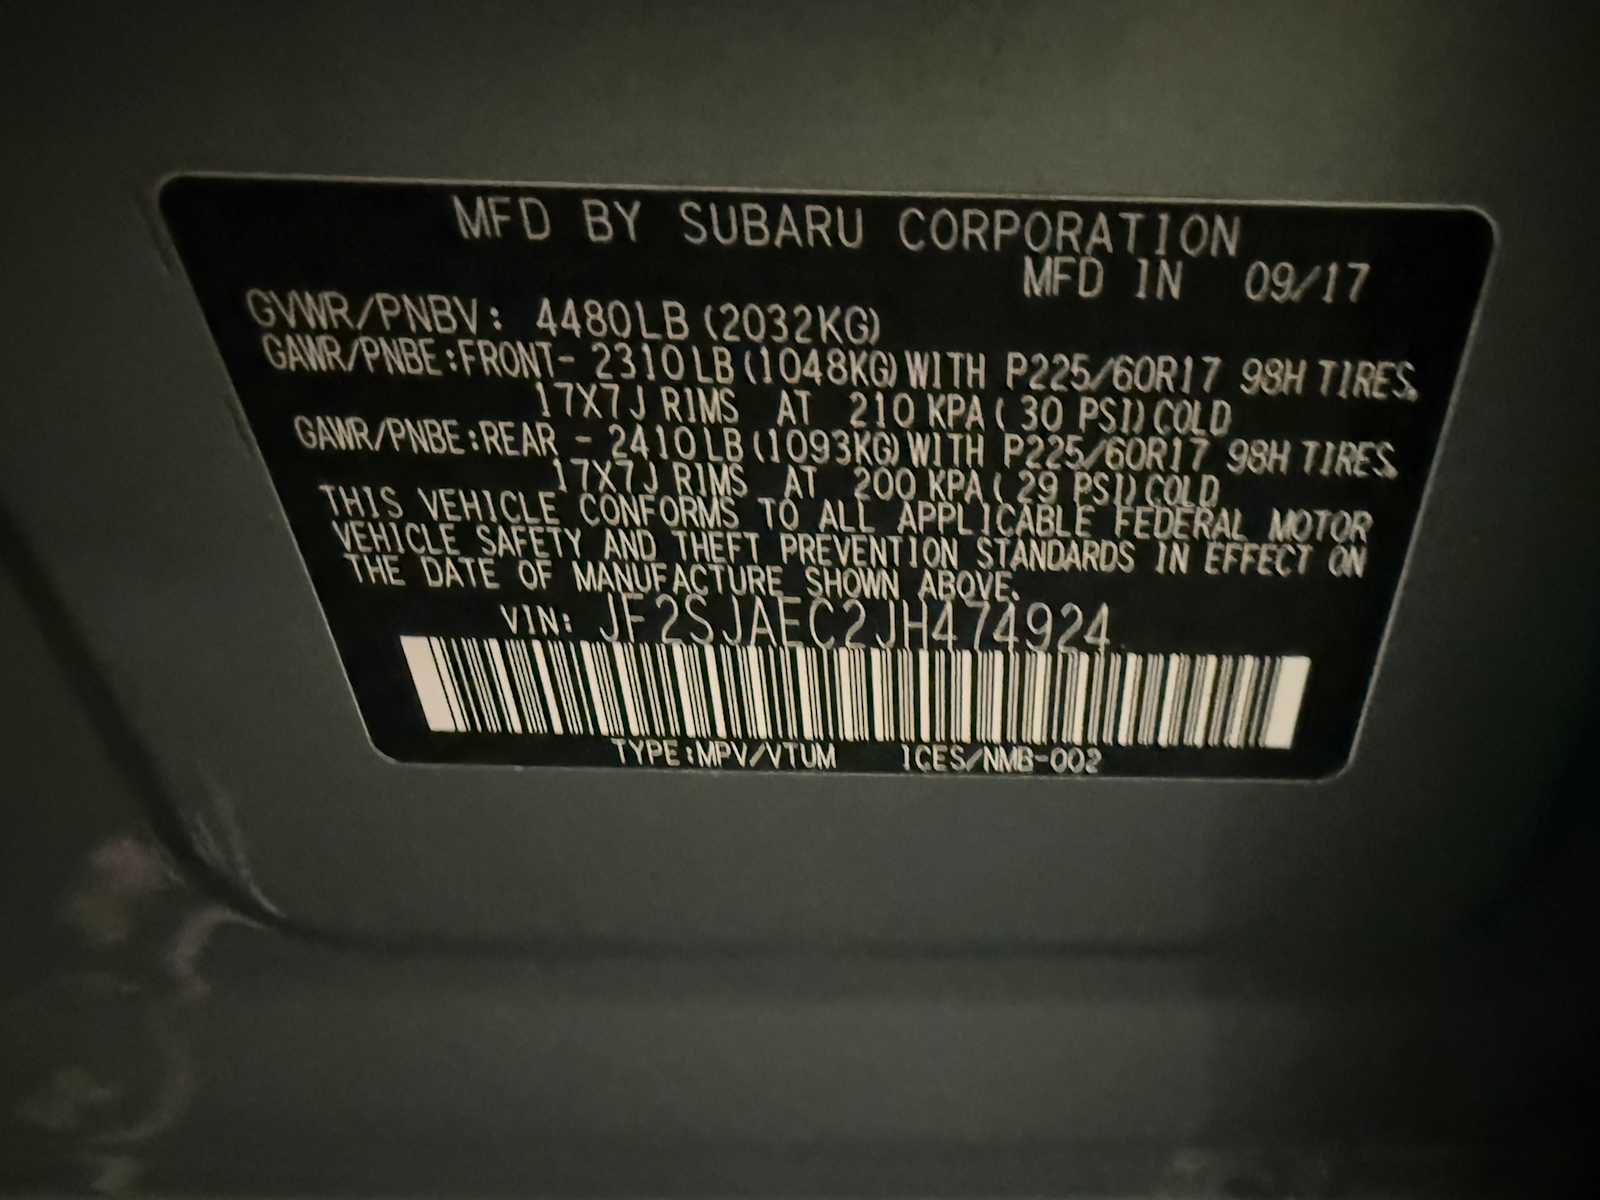 MFD BY SUBARU CORPORATION
MFD IN 09/17
GVWR/PNBV: 4480LB (2032KG)
GAWR/PNBE:FRONT- 2310LB(1048KG)WITH P225/60R17 98H TIRES,
17X7J RIMS AT 210 KPA( 30 PSI)COLD
GAWR/PNBE:REAR - 2410LB(1093KG)WITH P225/60R17 98H TIRES,
17X7J RIMS AT 200 KPA( 29 PSI)COLD
THIS VEHICLE CONFORMS TO ALL APPLICABLE FEDERAL MOTOR
VEHICLE SAFETY AND THEFT PREVENTION STANDARDS IN EFFECT ON
THE DATE OF MANUFACTURE SHOWN ABOVE.
VIN: JF2SJAEC2JH474924
TYPE:MPV/VTUM ICES/NMB-002